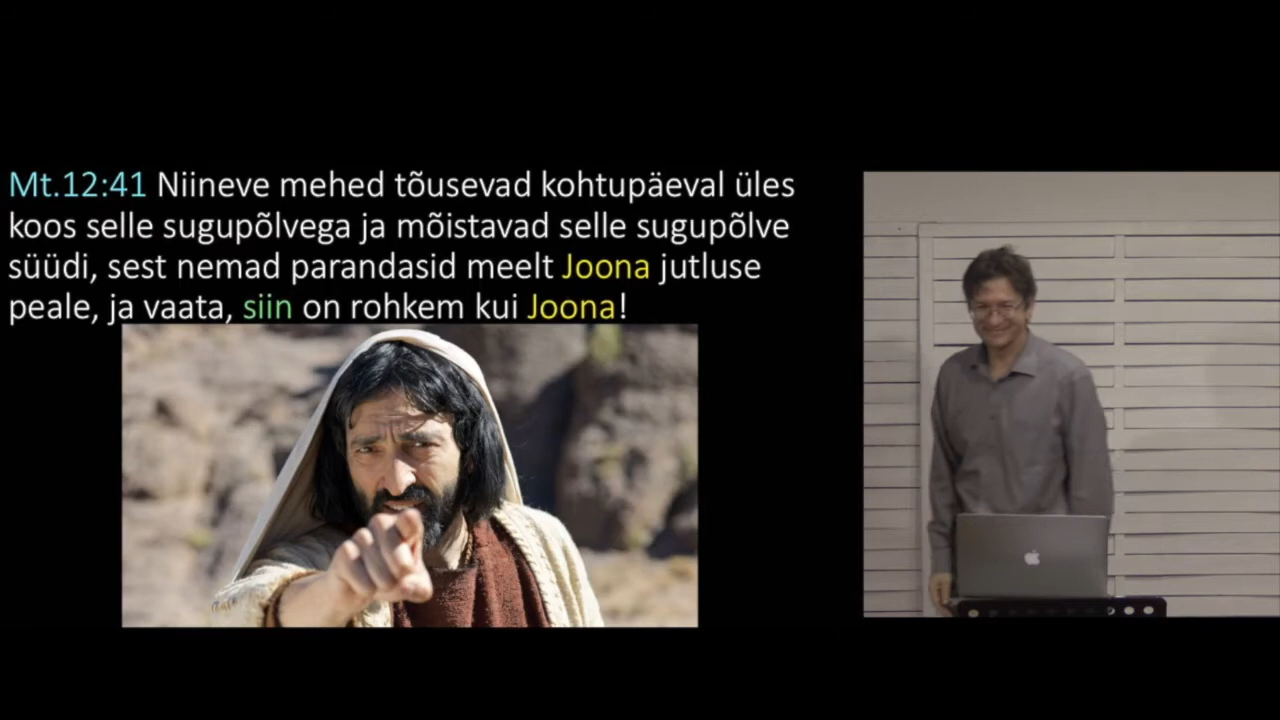 Mt.12:41 Niineve mehed tõusevad kohtupäeval üles
koos selle sugupõlvega ja mõistavad selle sugupõlve
süüdi, sest nemad parandasid meelt Joona jutluse
peale, ja vaata, siin on rohkem kui Joona!